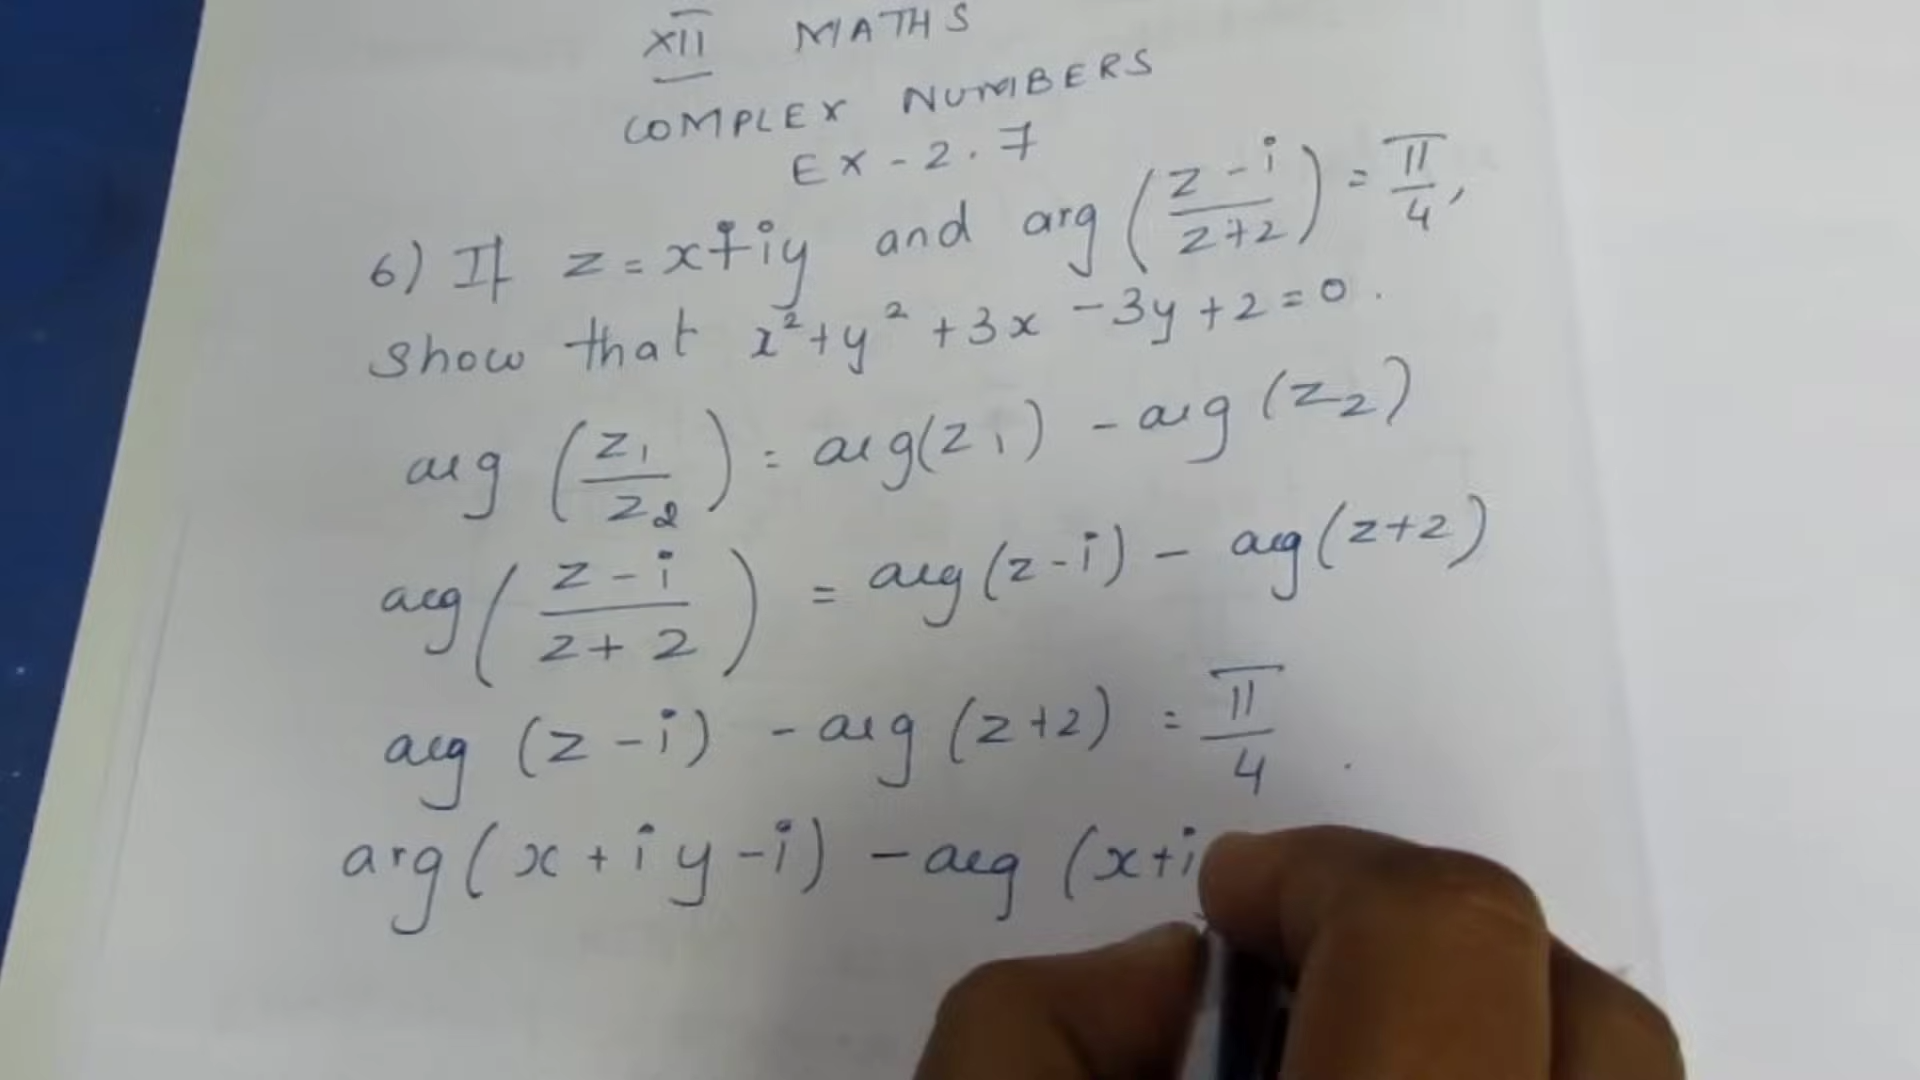 XII MATHS
COMPLEX NUMBERS
EX - 2.7
6) If z = x + iy and arg ( (z - i) / (z + 2) ) = π/4,
show that x² + y² + 3x - 3y + 2 = 0.
arg ( z₁ / z₂ ) = arg(z₁) - arg(z₂)
arg ( (z - i) / (z + 2) ) = arg(z - i) - arg(z + 2)
arg (z - i) - arg (z + 2) = π/4.
arg(x + iy - i) - arg (x + i